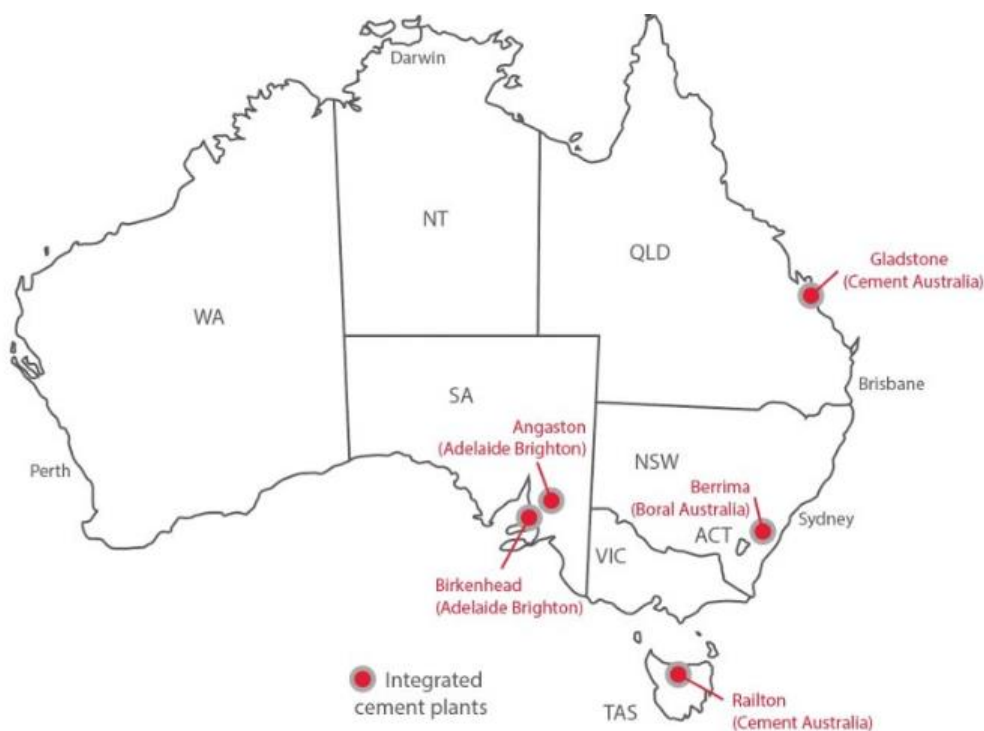 Darwin
NT
QLD
Gladstone
(Cement Australia)
WA
Brisbane
SA
Angaston
(Adelaide Brighton)
NSW
Perth
Berrima
(Boral Australia)
Sydney
ACT
VIC
Birkenhead
(Adelaide Brighton)
Integrated
cement plants
TAS
Railton
(Cement Australia)